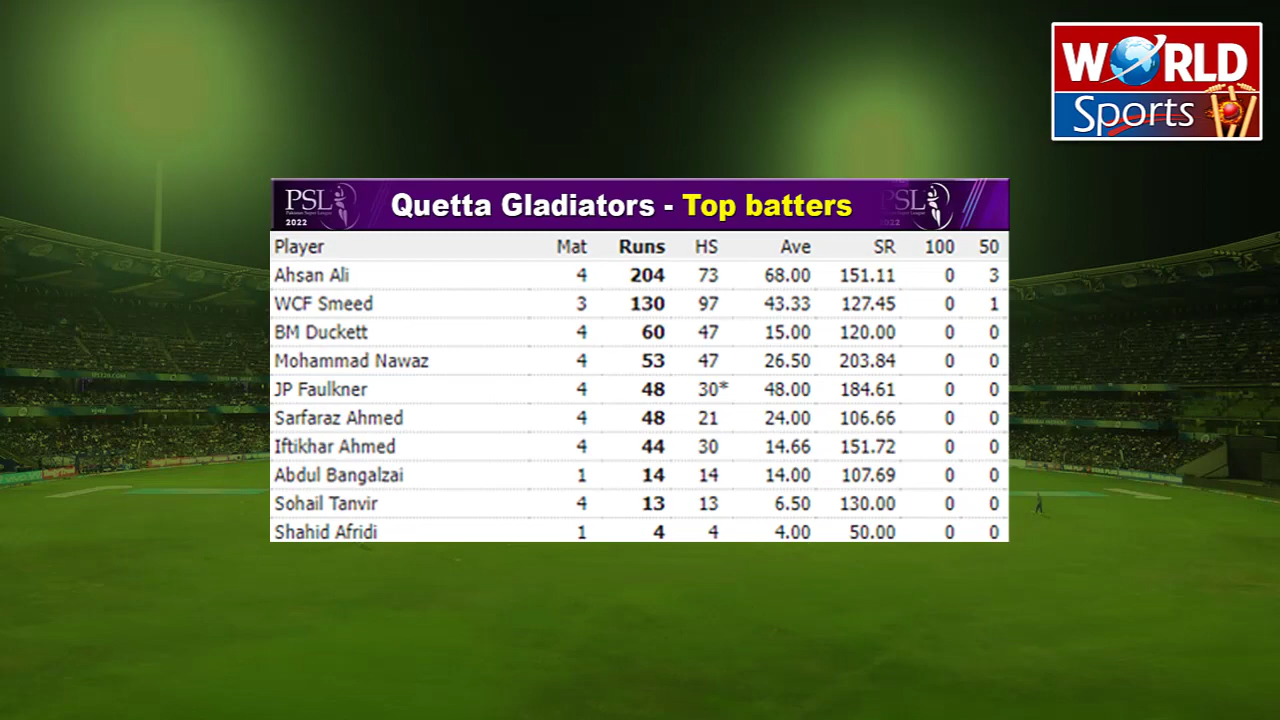 WORLD
Sports
PSL
2022
Quetta Gladiators - Top batters
PSL
Player Mat Runs HS Ave SR 100 50
Ahsan Ali 4 204 73 68.00 151.11 0 3
WCF Smeed 3 130 97 43.33 127.45 0 1
BM Duckett 4 60 47 15.00 120.00 0 0
Mohammad Nawaz 4 53 47 26.50 203.84 0 0
JP Faulkner 4 48 30* 48.00 184.61 0 0
Sarfaraz Ahmed 4 48 21 24.00 106.66 0 0
Iftikhar Ahmed 4 44 30 14.66 151.72 0 0
Abdul Bangalzai 1 14 14 14.00 107.69 0 0
Sohail Tanvir 4 13 13 6.50 130.00 0 0
Shahid Afridi 1 4 4 4.00 50.00 0 0